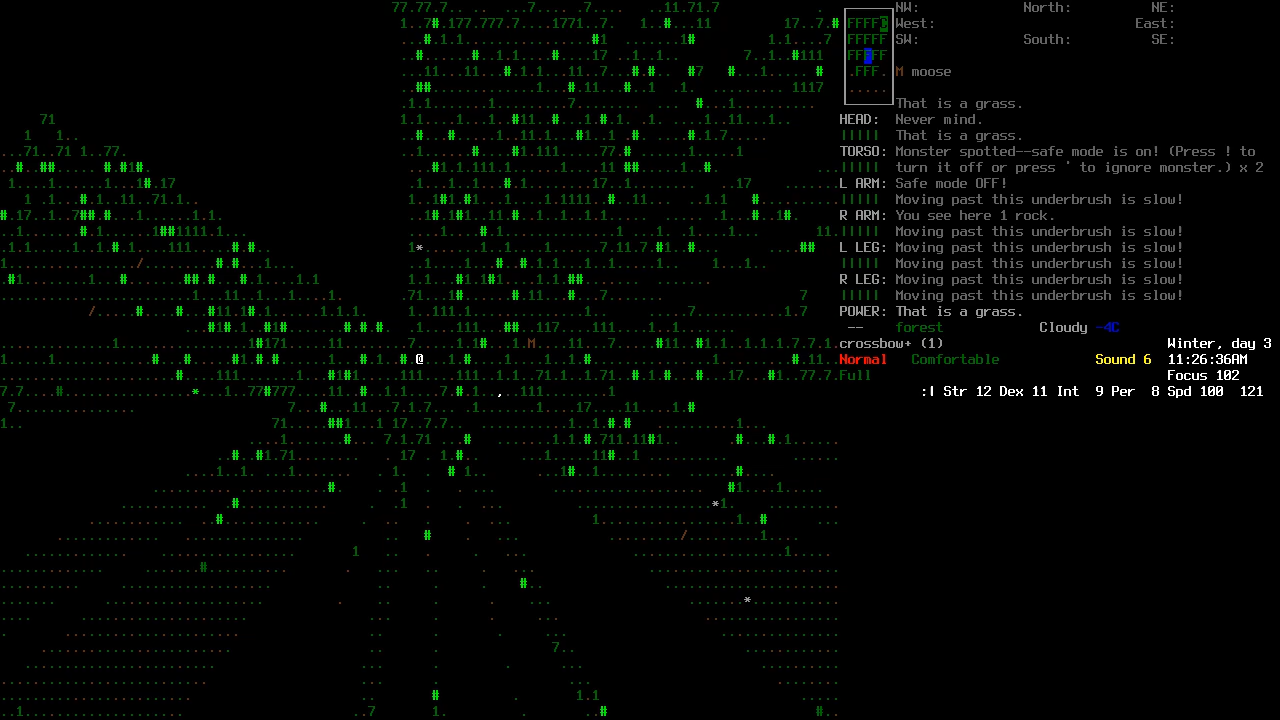 NW: North: NE:
West: East:
SW: South: SE:
M moose
That is a grass.
HEAD: Never mind.
||||| That is a grass.
TORSO: Monster spotted--safe mode is on! (Press ! to
||||| turn it off or press ' to ignore monster.) x 2
L ARM: Safe mode OFF!
||||| Moving past this underbrush is slow!
R ARM: You see here 1 rock.
||||| Moving past this underbrush is slow!
L LEG: Moving past this underbrush is slow!
||||| Moving past this underbrush is slow!
R LEG: Moving past this underbrush is slow!
||||| Moving past this underbrush is slow!
POWER: That is a grass.
-- forest Cloudy -4C
crossbow+ (1) Winter, day 3
Normal Comfortable Sound 6 11:26:36AM
Full Focus 102
:| Str 12 Dex 11 Int 9 Per 8 Spd 100 121